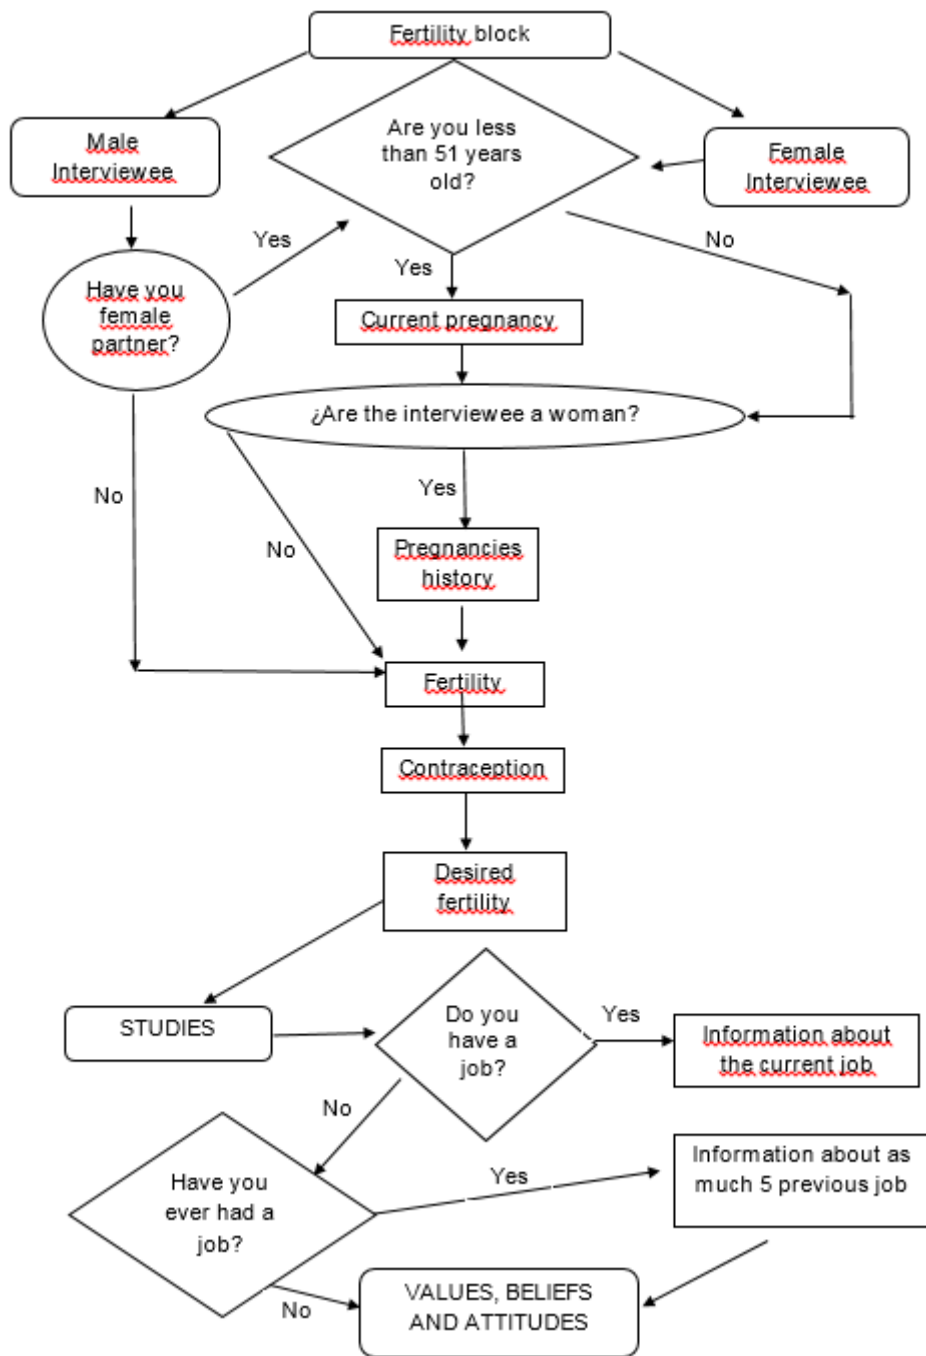 Fertility block
Male
Interviewee
Are you less
than 51 years
old?
Female
Interviewee
Yes
No
Have you
female
partner?
Yes
Current pregnancy
¿Are the interviewee a woman?
No
Yes
No
Pregnancies
history
Fertility
Contraception
Desired
fertility
STUDIES
Do you
have a
job?
Yes
Information about
the current job
No
Have you
ever had a
job?
Yes
Information about as
much 5 previous job
No
VALUES, BELIEFS
AND ATTITUDES